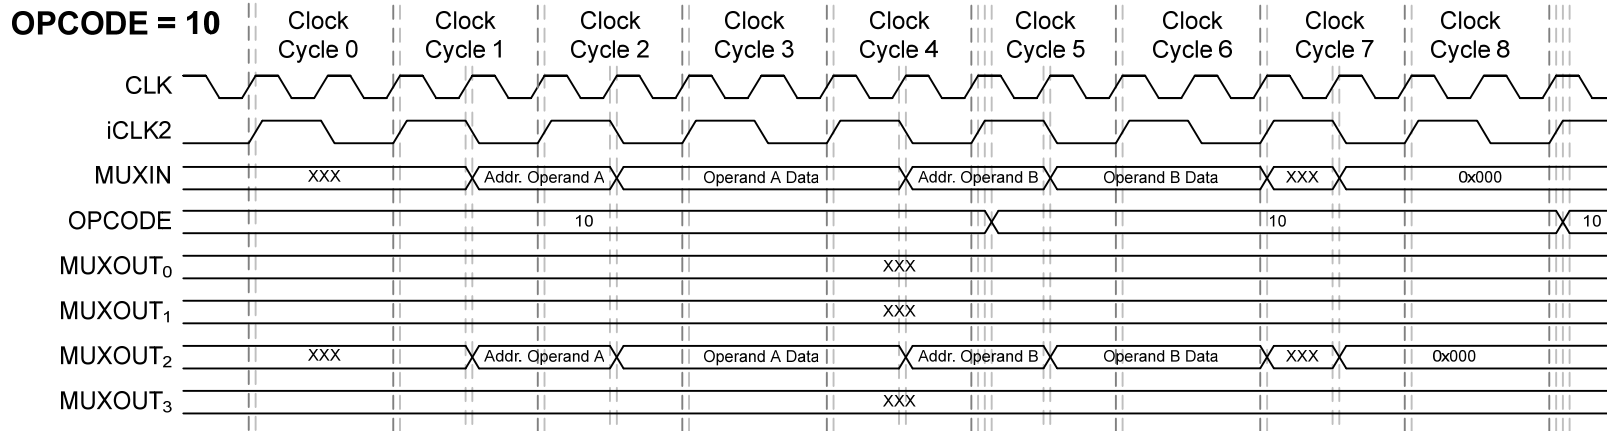 OPCODE = 10
Clock Cycle 0
Clock Cycle 1
Clock Cycle 2
Clock Cycle 3
Clock Cycle 4
Clock Cycle 5
Clock Cycle 6
Clock Cycle 7
Clock Cycle 8
CLK
iCLK2
MUXIN XXX Addr. Operand A Operand A Data Addr. Operand B Operand B Data XXX 0x000
OPCODE 10 10 10
MUXOUT₀ XXX
MUXOUT₁ XXX
MUXOUT₂ XXX Addr. Operand A Operand A Data Addr. Operand B Operand B Data XXX 0x000
MUXOUT₃ XXX